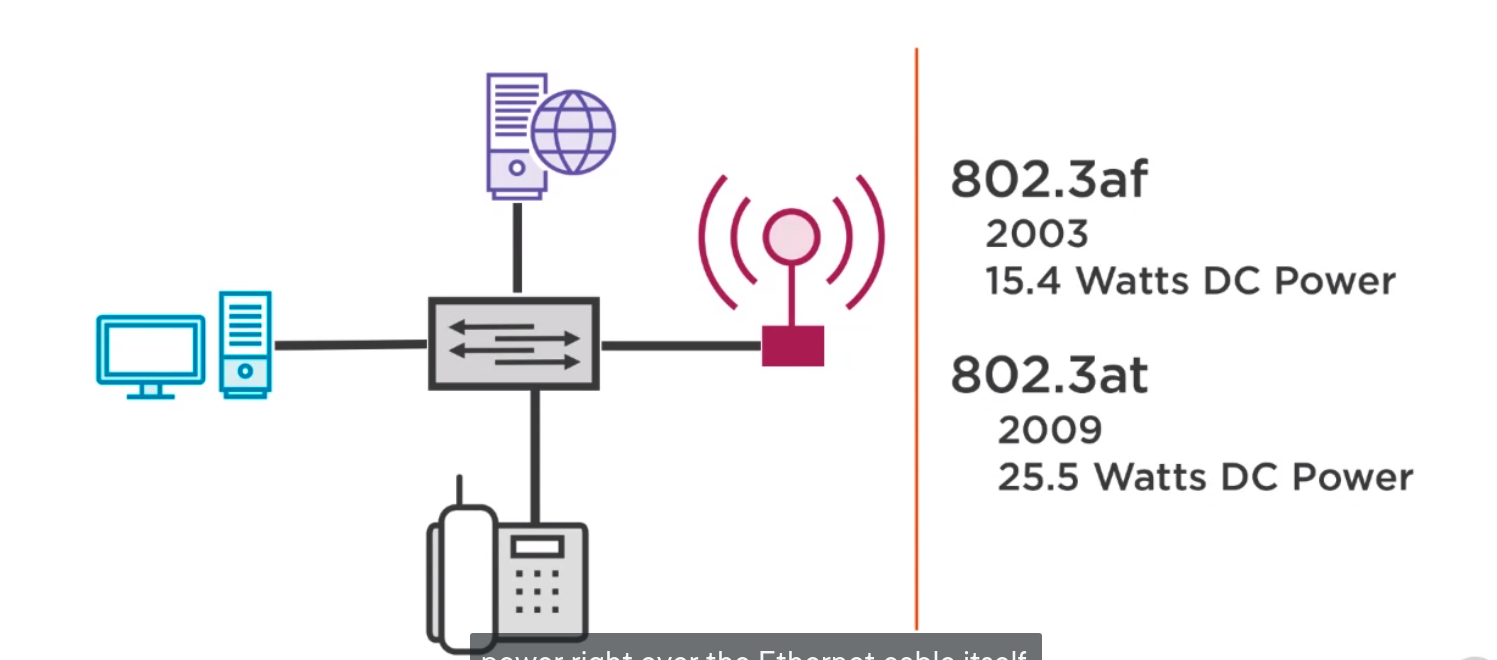 802.3af
2003
15.4 Watts DC Power
802.3at
2009
25.5 Watts DC Power
power right over the Ethernet cable itself